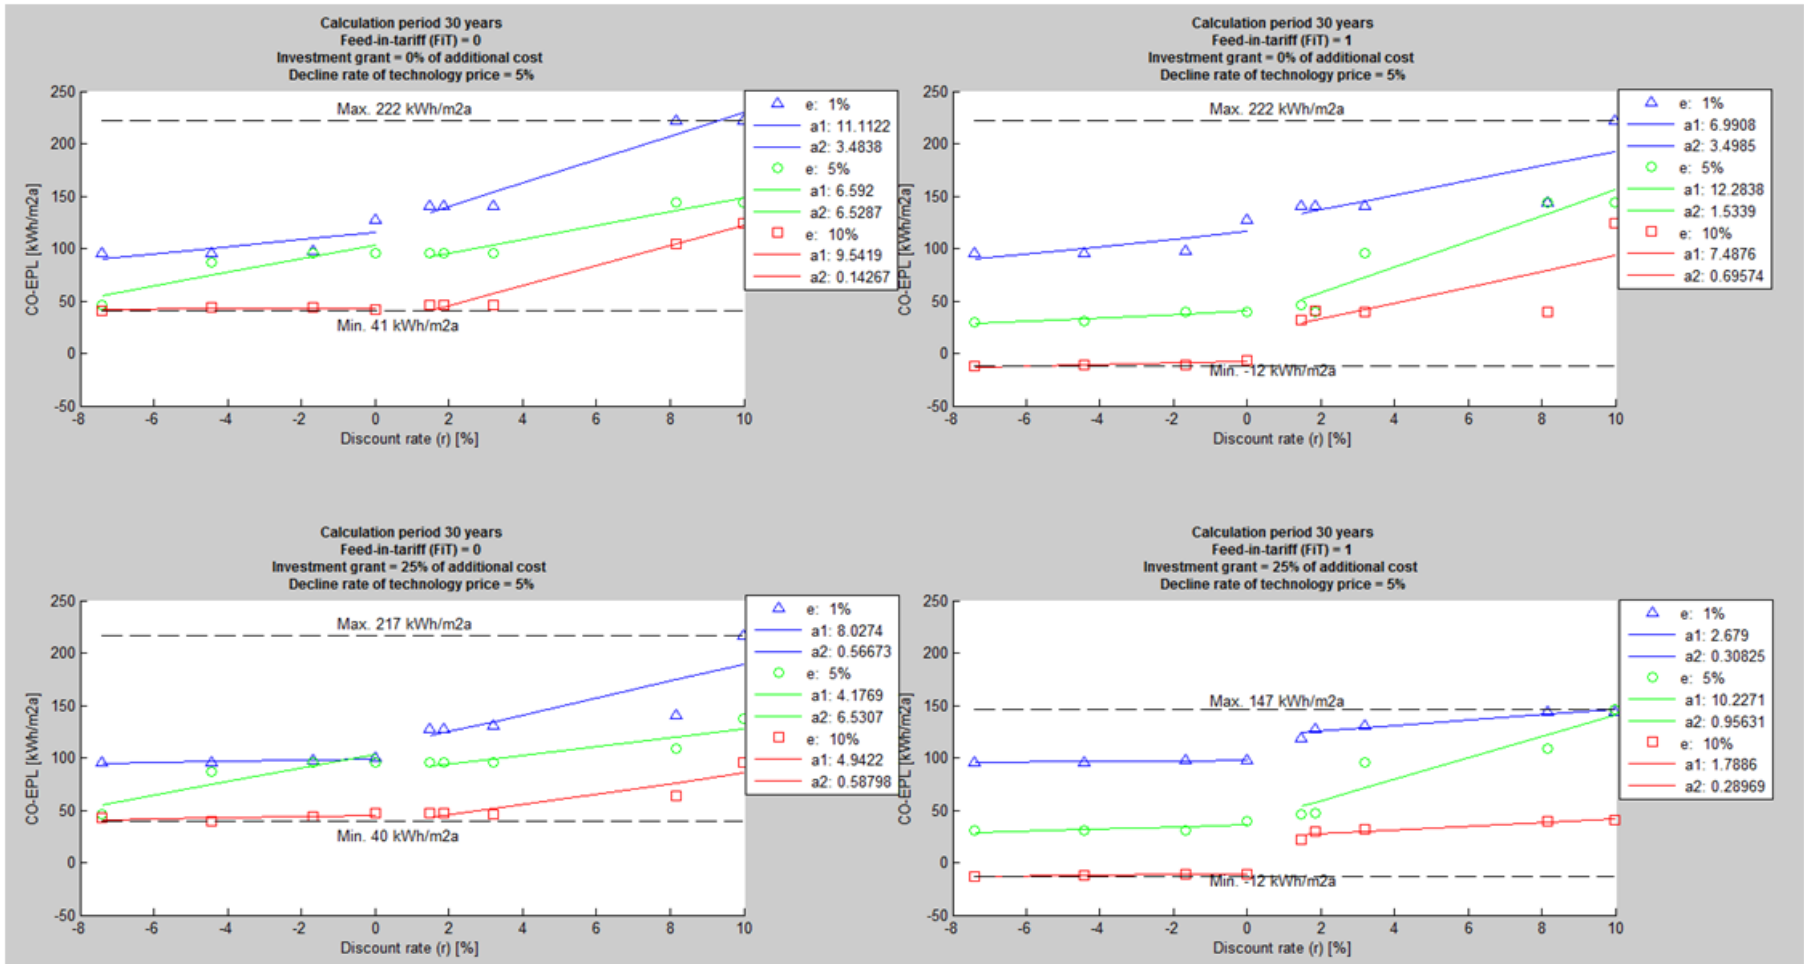 Calculation period 30 years
Feed-in-tariff (FiT) = 0
Investment grant = 0% of additional cost
Decline rate of technology price = 5%
250
200
150
100
50
0
-50
CO-EPL [kWh/m2a]
Max. 222 kWh/m2a
Min. 41 kWh/m2a
-8 -6 -4 -2 0 2 4 6 8 10
Discount rate (r) [%]
e: 1%
a1: 11.1122
a2: 3.4838
e: 5%
a1: 6.592
a2: 6.5287
e: 10%
a1: 9.5419
a2: 0.14267
Calculation period 30 years
Feed-in-tariff (FiT) = 1
Investment grant = 0% of additional cost
Decline rate of technology price = 5%
250
200
150
100
50
0
-50
CO-EPL [kWh/m2a]
Max. 222 kWh/m2a
Min. -12 kWh/m2a
-8 -6 -4 -2 0 2 4 6 8 10
Discount rate (r) [%]
e: 1%
a1: 6.9908
a2: 3.4985
e: 5%
a1: 12.2838
a2: 1.5339
e: 10%
a1: 7.4876
a2: 0.69574
Calculation period 30 years
Feed-in-tariff (FiT) = 0
Investment grant = 25% of additional cost
Decline rate of technology price = 5%
250
200
150
100
50
0
-50
CO-EPL [kWh/m2a]
Max. 217 kWh/m2a
Min. 40 kWh/m2a
-8 -6 -4 -2 0 2 4 6 8 10
Discount rate (r) [%]
e: 1%
a1: 8.0274
a2: 0.56673
e: 5%
a1: 4.1769
a2: 6.5307
e: 10%
a1: 4.9422
a2: 0.58798
Calculation period 30 years
Feed-in-tariff (FiT) = 1
Investment grant = 25% of additional cost
Decline rate of technology price = 5%
250
200
150
100
50
0
-50
CO-EPL [kWh/m2a]
Max. 147 kWh/m2a
Min. -12 kWh/m2a
-8 -6 -4 -2 0 2 4 6 8 10
Discount rate (r) [%]
e: 1%
a1: 2.679
a2: 0.30825
e: 5%
a1: 10.2271
a2: 0.95631
e: 10%
a1: 1.7886
a2: 0.28969